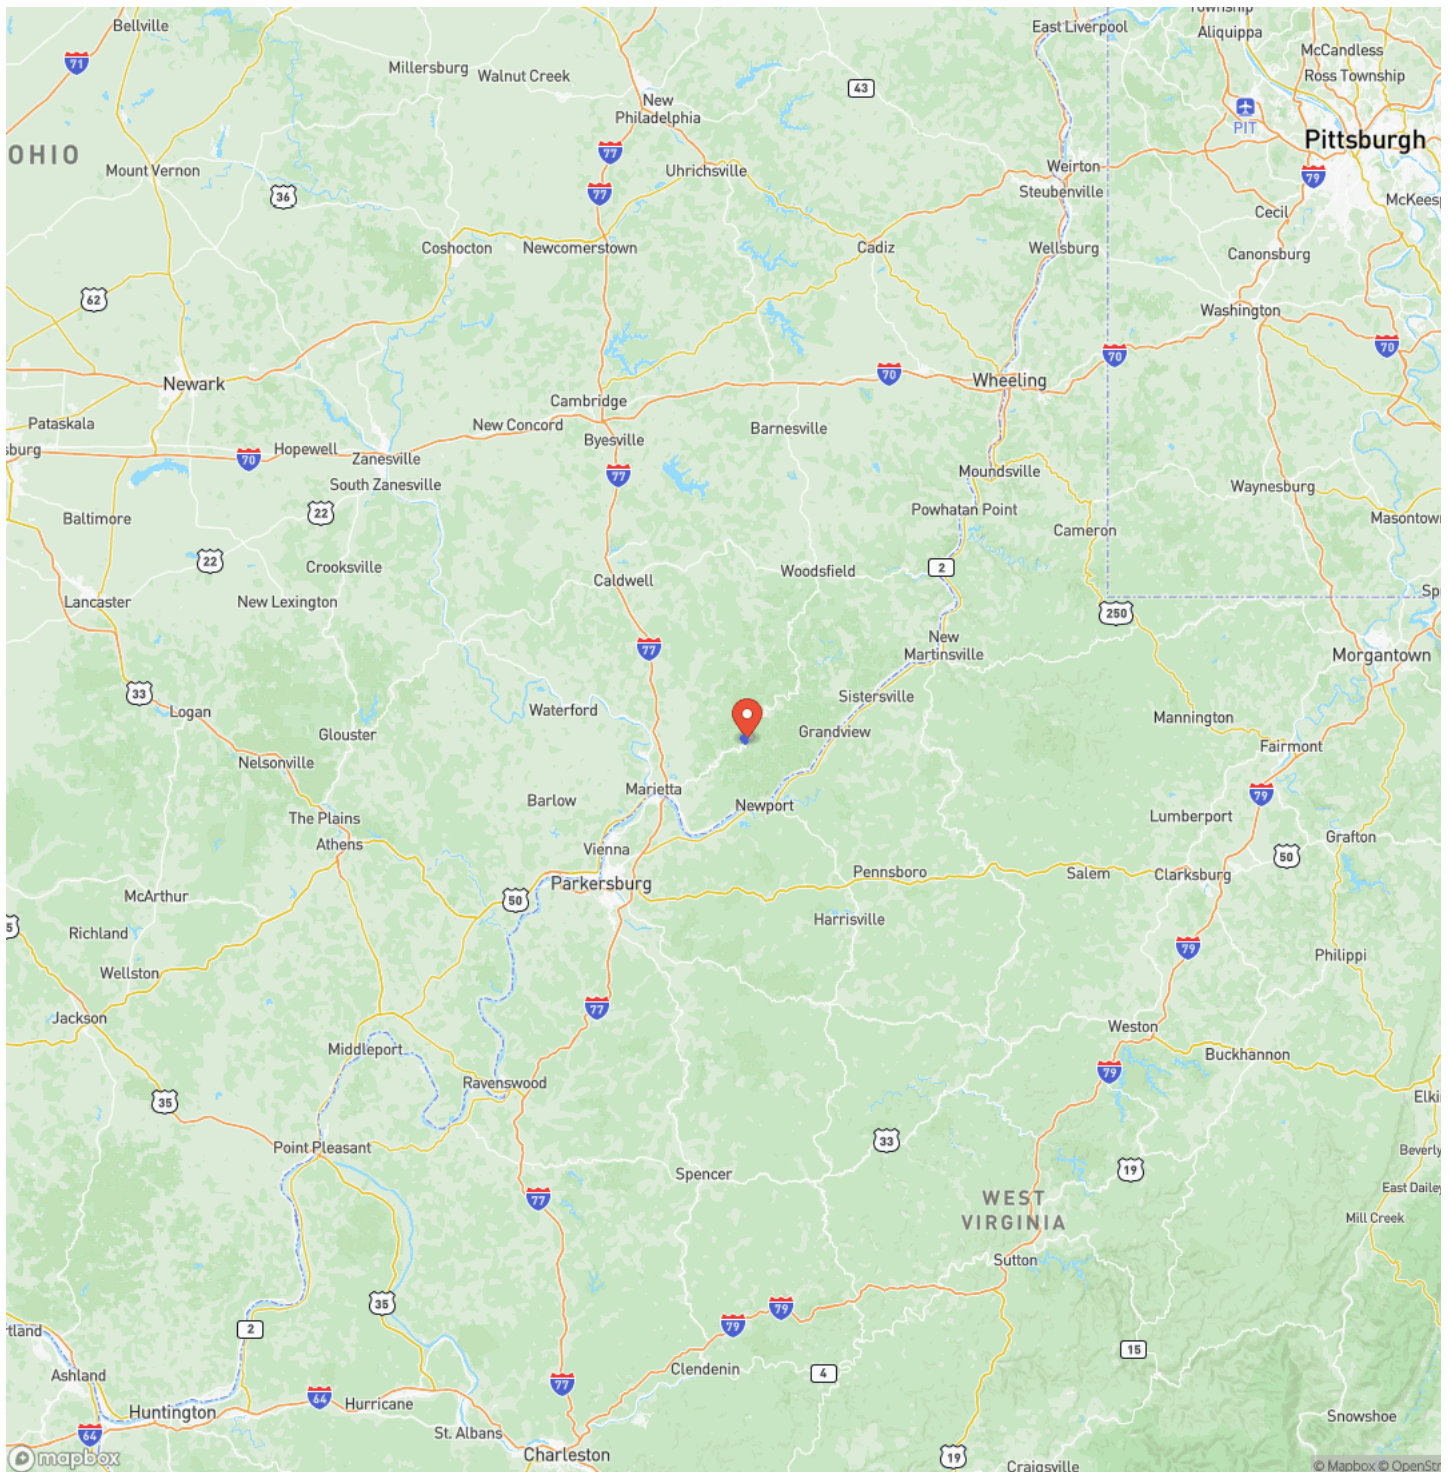 Township
Bellville
East Liverpool
Aliquippa
McCandless
71
Millersburg
Walnut Creek
Ross Township
43
New
Philadelphia
PIT
Pittsburgh
OHIO
77
Mount Vernon
Uhrichsville
Weirton
79
36
77
Steubenville
McKees
Cecil
Coshocton
Newcomerstown
Cadiz
Wellsburg
Canonsburg
62
Washington
70
70
70
Newark
Wheeling
Cambridge
Pataskala
New Concord
Barnesville
sburg
Hopewell
Byesville
70
Zanesville
77
Moundsville
South Zanesville
Waynesburg
22
Powhatan Point
Baltimore
Cameron
Masontown
22
Crooksville
2
Woodsfield
Caldwell
Lancaster
New Lexington
Sp
250
New
Martinsville
77
Morgantown
33
Sistersville
Logan
Waterford
Mannington
Glouster
Grandview
Fairmont
Nelsonville
Marietta
79
Barlow
Newport
The Plains
Lumberport
Athens
Vienna
Grafton
50
Pennsboro
Salem
Clarksburg
Parkersburg
McArthur
50
Harrisville
5
Richland
79
Philippi
Wellston
77
Jackson
Weston
Middleport
Buckhannon
Ravenswood
79
35
Elki
33
Point Pleasant
Beverly
Spencer
19
77
WEST
VIRGINIA
East Dailey
Mill Creek
Sutton
35
79
79
2
rtland
15
Clendenin
4
Ashland
77
64
Hurricane
Huntington
Snowshoe
64
St. Albans
Charleston
19
mapbox
Craigsville
© Mapbox © OpenStr